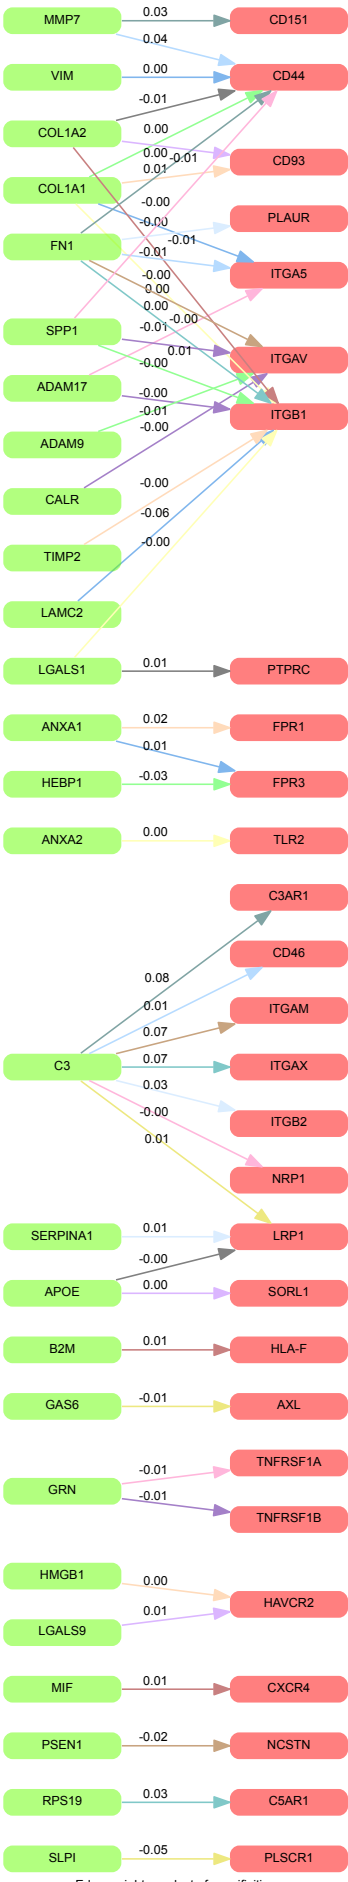 MMP7 0.03 CD151
0.04
VIM 0.00 CD44
-0.01
COL1A2 0.00
0.00 -0.01 CD93
0.01
COL1A1
-0.00 PLAUR
-0.00
FN1 -0.01
-0.01 ITGA5
-0.00
0.00
0.00
SPP1 -0.00
-0.01
0.01 ITGAV
-0.00
ADAM17 -0.00
-0.01 ITGB1
-0.00
ADAM9
-0.00
CALR
-0.06
-0.00
TIMP2
LAMC2
LGALS1 0.01 PTPRC
ANXA1 0.02 FPR1
0.01
HEBP1 -0.03 FPR3
ANXA2 0.00 TLR2
C3AR1
CD46
0.08
0.01 ITGAM
0.07
C3 0.07 ITGAX
0.03
-0.00 ITGB2
0.01
NRP1
SERPINA1 0.01 LRP1
-0.00
APOE 0.00 SORL1
B2M 0.01 HLA-F
GAS6 -0.01 AXL
TNFRSF1A
-0.01
GRN
-0.01
TNFRSF1B
HMGB1 0.00
HAVCR2
LGALS9 0.01
MIF 0.01 CXCR4
PSEN1 -0.02 NCSTN
RPS19 0.03 C5AR1
SLPI -0.05 PLSCR1